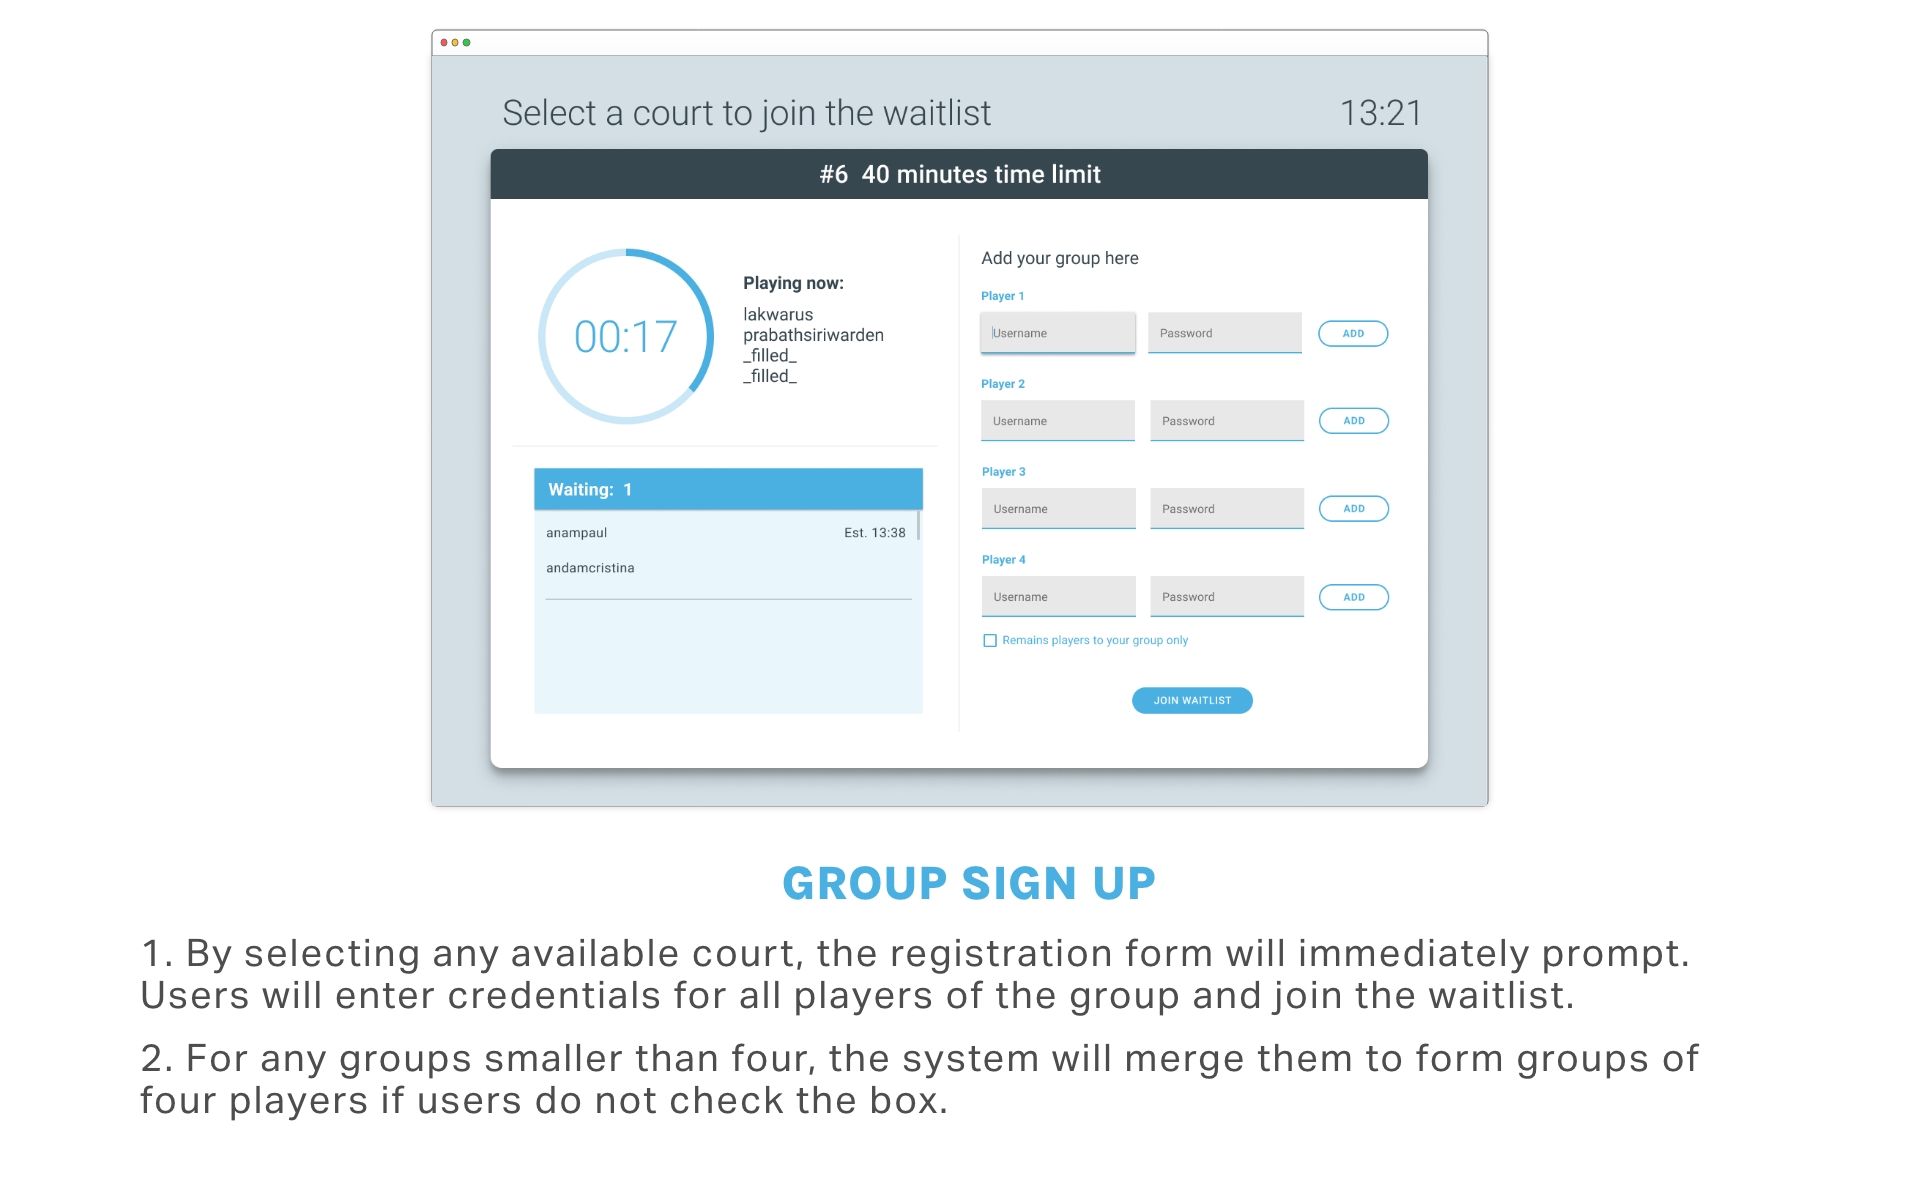 Select a court to join the waitlist
13:21
#6 40 minutes time limit
00:17
Playing now:
lakwarus
prabathsiriwarden
_filled_
_filled_
Waiting: 1
anampaul Est. 13:38
andamcristina
Add your group here
Player 1
Username Password ADD
Player 2
Username Password ADD
Player 3
Username Password ADD
Player 4
Username Password ADD
Remains players to your group only
JOIN WAITLIST
GROUP SIGN UP
1. By selecting any available court, the registration form will immediately prompt.
Users will enter credentials for all players of the group and join the waitlist.
2. For any groups smaller than four, the system will merge them to form groups of
four players if users do not check the box.